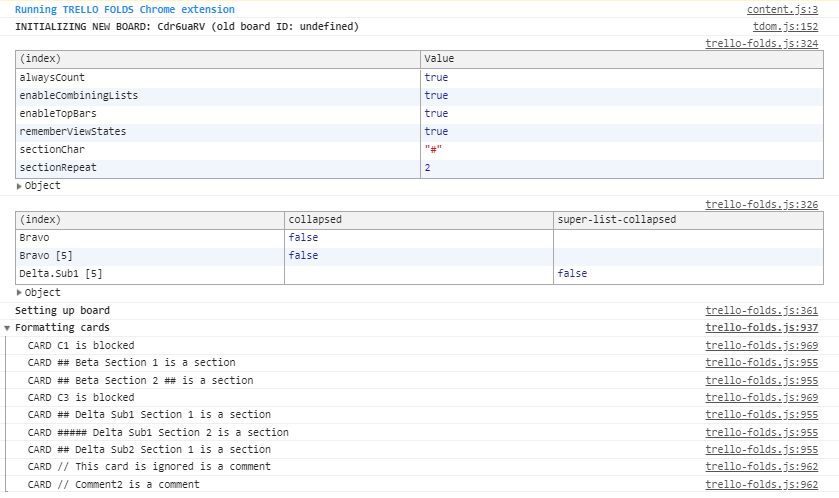 Running TRELLO FOLDS Chrome extension content.js:3
INITIALIZING NEW BOARD: Cdr6uaRV (old board ID: undefined) tdom.js:152
trello-folds.js:324
(index) Value
alwaysCount true
enableCombiningLists true
enableTopBars true
rememberViewStates true
sectionChar "#"
sectionRepeat 2
Object
trello-folds.js:326
(index) collapsed super-list-collapsed
Bravo false
Bravo [5] false
Delta.Sub1 [5] false
Object
Setting up board trello-folds.js:361
Formatting cards trello-folds.js:937
CARD C1 is blocked trello-folds.js:969
CARD ## Beta Section 1 is a section trello-folds.js:955
CARD ## Beta Section 2 ## is a section trello-folds.js:955
CARD C3 is blocked trello-folds.js:969
CARD ## Delta Sub1 Section 1 is a section trello-folds.js:955
CARD ##### Delta Sub1 Section 2 is a section trello-folds.js:955
CARD ## Delta Sub2 Section 1 is a section trello-folds.js:955
CARD // This card is ignored is a comment trello-folds.js:962
CARD // Comment2 is a comment trello-folds.js:962